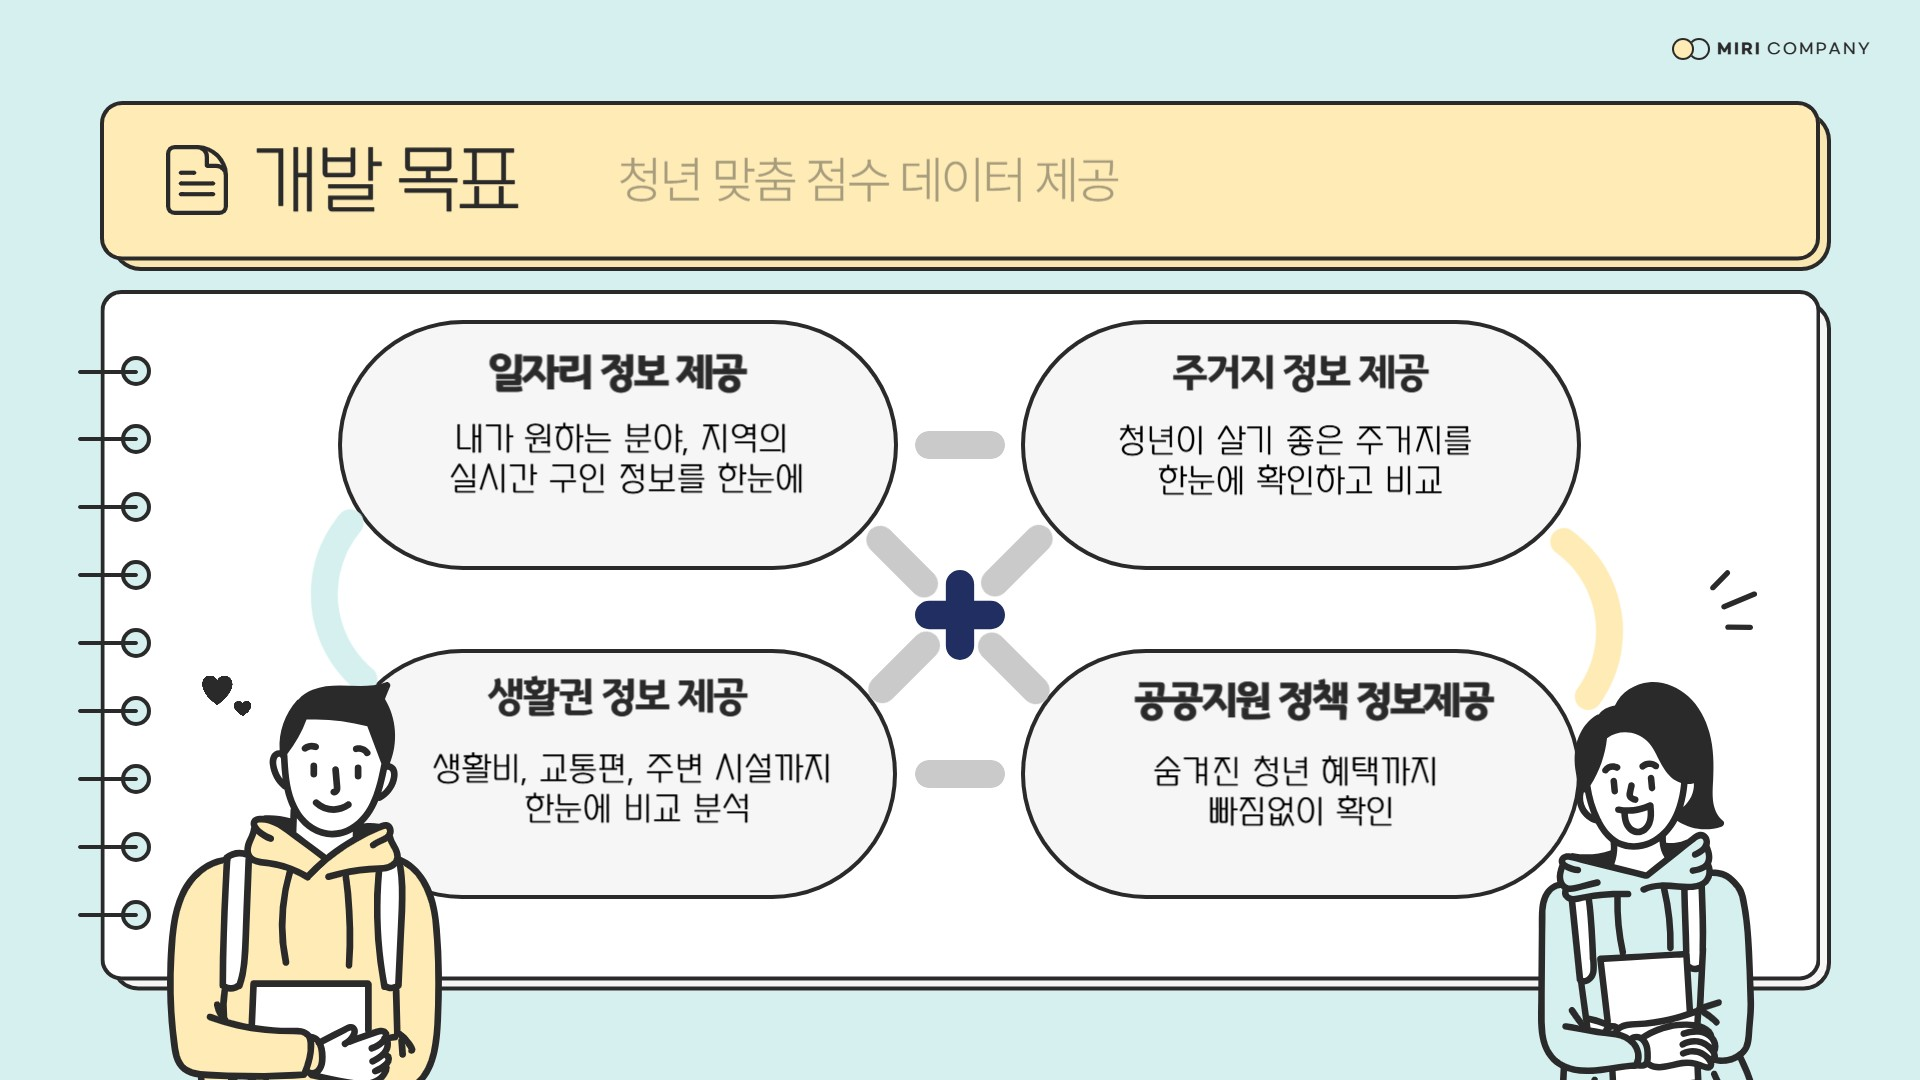 MIRI COMPANY
개발 목표
청년 맞춤 점수 데이터 제공
일자리 정보 제공
내가 원하는 분야, 지역의
실시간 구인 정보를 한눈에
주거지 정보 제공
청년이 살기 좋은 주거지를
한눈에 확인하고 비교
생활권 정보 제공
생활비, 교통편, 주변 시설까지
한눈에 비교 분석
공공지원 정책 정보제공
숨겨진 청년 혜택까지
빠짐없이 확인